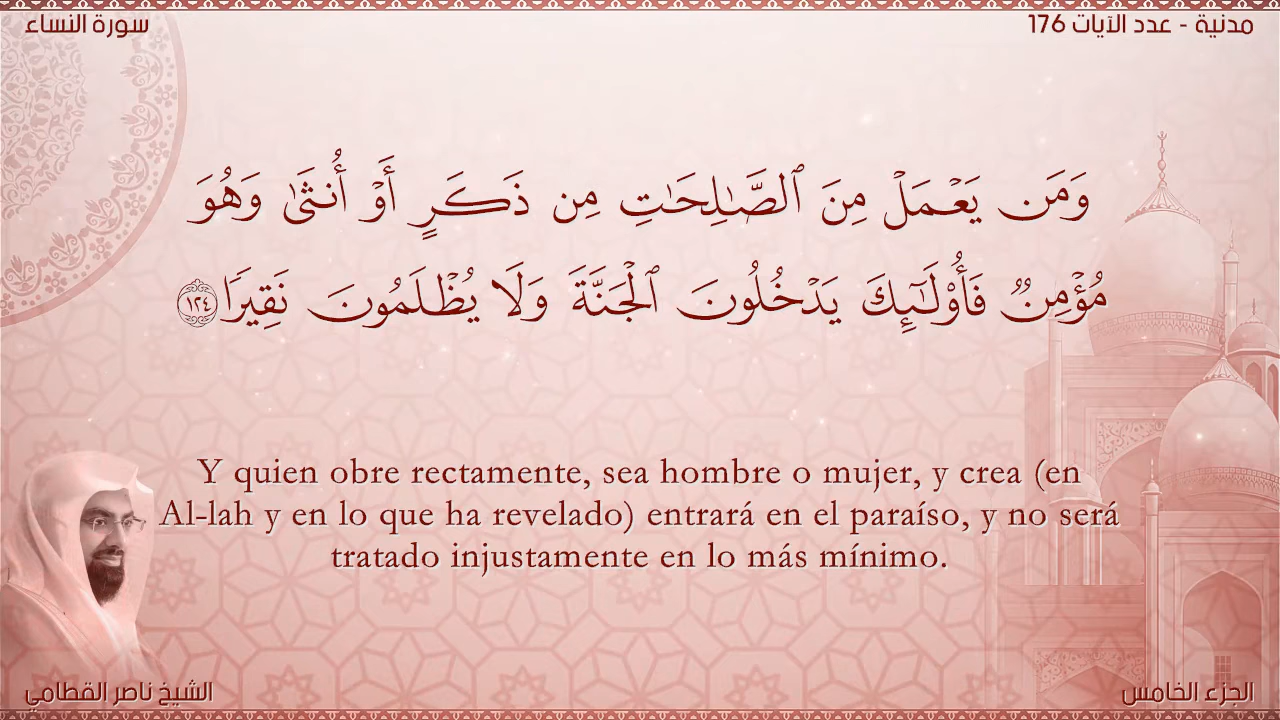 سورة النساء
مدنية - عدد الآيات 176
وَمَن يَعْمَلْ مِنَ ٱلصَّـٰلِحَـٰتِ مِن ذَكَرٍ أَوْ أُنثَىٰ وَهُوَ
مُؤْمِنٌ فَأُو۟لَـٰٓئِكَ يَدْخُلُونَ ٱلْجَنَّةَ وَلَا يُظْلَمُونَ نَقِيرًا ١٢٤
Y quien obre rectamente, sea hombre o mujer, y crea (en
Al-lah y en lo que ha revelado) entrará en el paraíso, y no será
tratado injustamente en lo más mínimo.
الشيخ ناصر القطامي
الجزء الخامس